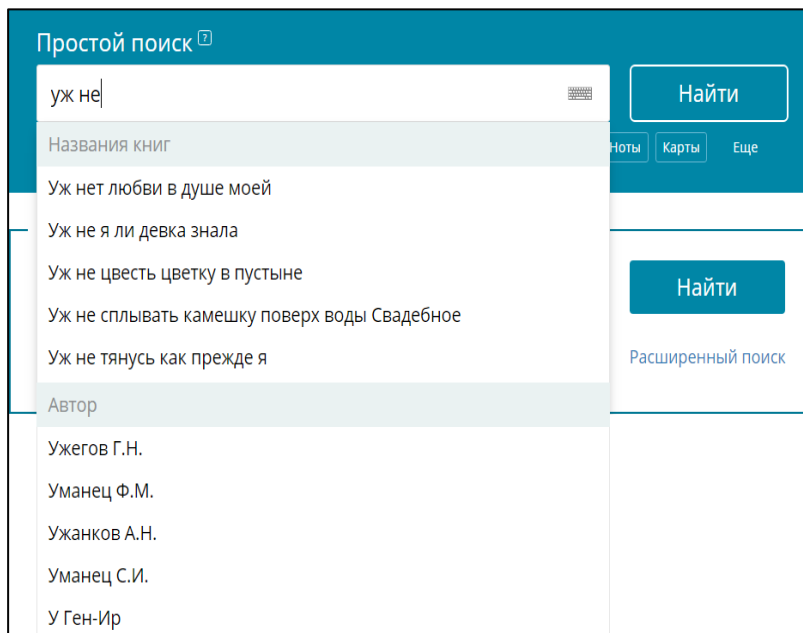 Простой поиск ?
уж не
Найти
Названия книг
Ноты Карты Еще
Уж нет любви в душе моей
Уж не я ли девка знала
Уж не цвесть цветку в пустыне
Найти
Уж не сплывать камешку поверх воды Свадебное
Уж не тянусь как прежде я
Расширенный поиск
Автор
Ужегов Г.Н.
Уманец Ф.М.
Ужанков А.Н.
Уманец С.И.
У Ген-Ир